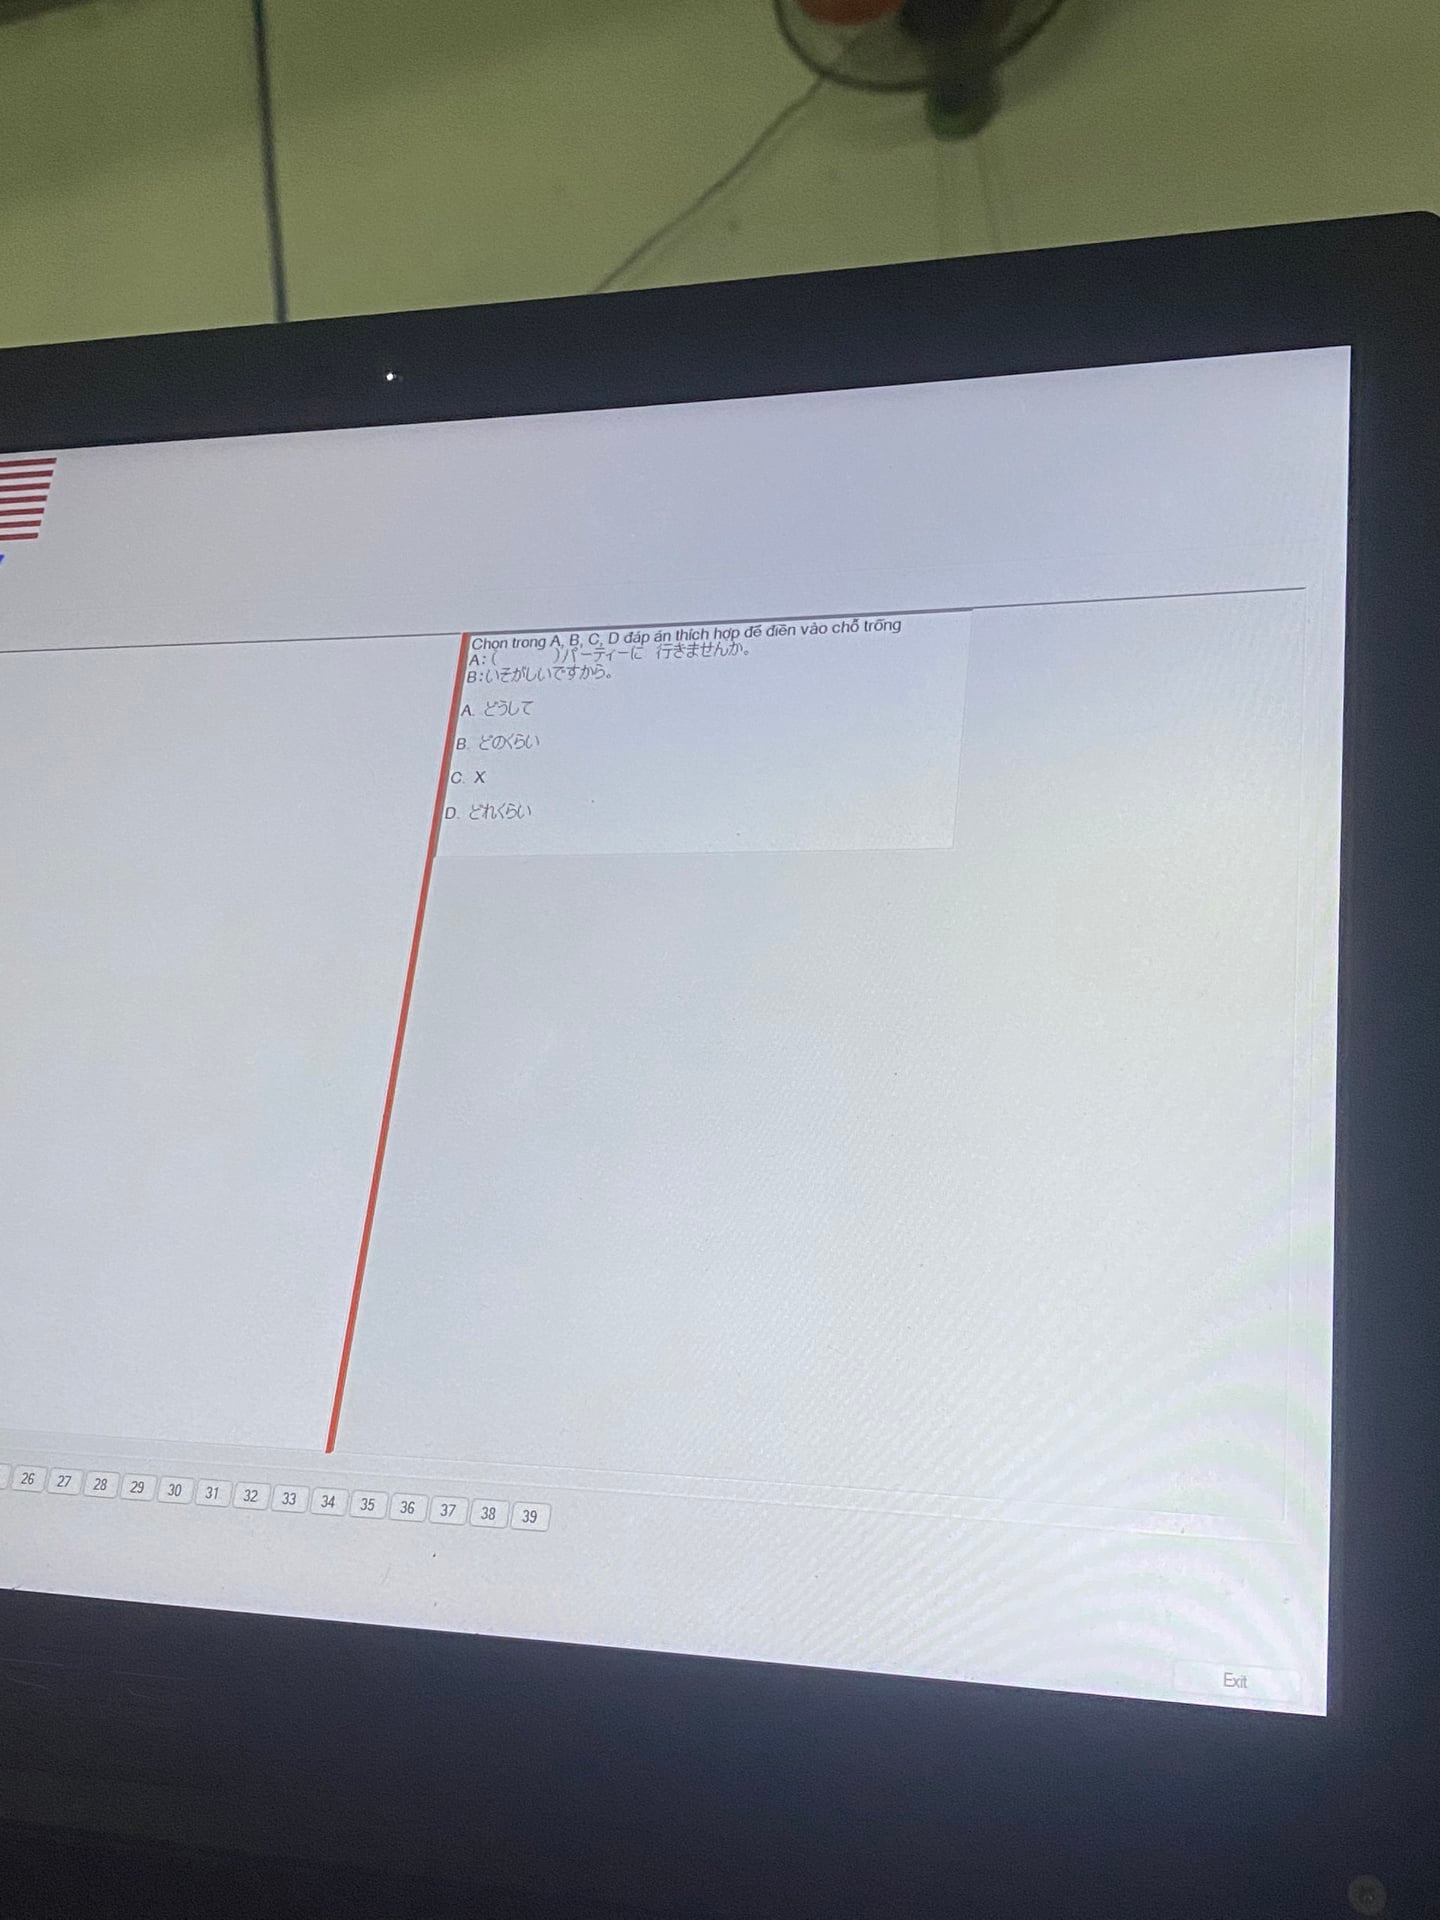 Chọn trong A, B, C, D đáp án thích hợp để điền vào chỗ trống
A: (          )パーティーに 行きませんか。
B:いそがしいですから。
A. どうして
B. どのくらい
C. X
D. どれくらい
26 27 28 29 30 31 32 33 34 35 36 37 38 39
Exit